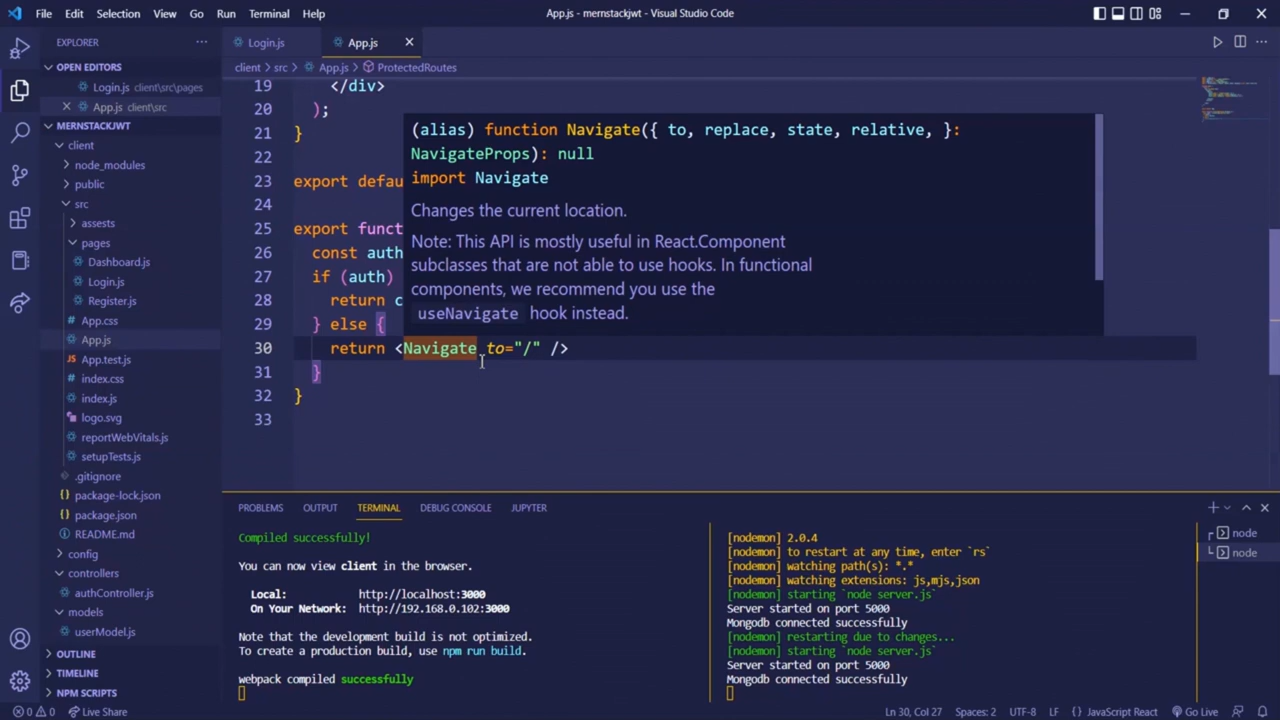 File Edit Selection View Go Run Terminal Help
App.js - mernstackjwt - Visual Studio Code
EXPLORER
OPEN EDITORS
Login.js client\src\pages
App.js client\src
MERNSTACKJWT
client
node_modules
public
src
assests
pages
Dashboard.js
Login.js
Register.js
App.css
App.js
App.test.js
index.css
index.js
logo.svg
reportWebVitals.js
setupTests.js
.gitignore
package-lock.json
package.json
README.md
config
controllers
authController.js
models
userModel.js
OUTLINE
TIMELINE
NPM SCRIPTS
Login.js
App.js
client > src > App.js > ProtectedRoutes
19 </div>
20 );
21 }
22
23 export defau
24
25 export funct
26 const auth
27 if (auth)
28 return c
29 } else {
30 return <Navigate to="/" />
31 }
32 }
33
(alias) function Navigate({ to, replace, state, relative, }:
NavigateProps): null
import Navigate
Changes the current location.
Note: This API is mostly useful in React.Component
subclasses that are not able to use hooks. In functional
components, we recommend you use the
useNavigate hook instead.
PROBLEMS OUTPUT TERMINAL DEBUG CONSOLE JUPYTER
Compiled successfully!
You can now view client in the browser.
Local: http://localhost:3000
On Your Network: http://192.168.0.102:3000
Note that the development build is not optimized.
To create a production build, use npm run build.
webpack compiled successfully
[nodemon] 2.0.4
[nodemon] to restart at any time, enter `rs`
[nodemon] watching path(s): *.*
[nodemon] watching extensions: js,mjs,json
[nodemon] starting `node server.js`
Server started on port 5000
Mongodb connected successfully
[nodemon] restarting due to changes...
[nodemon] starting `node server.js`
Server started on port 5000
Mongodb connected successfully
node
node
0 0 Live Share
Ln 30, Col 27 Spaces: 2 UTF-8 LF {} JavaScript React Go Live